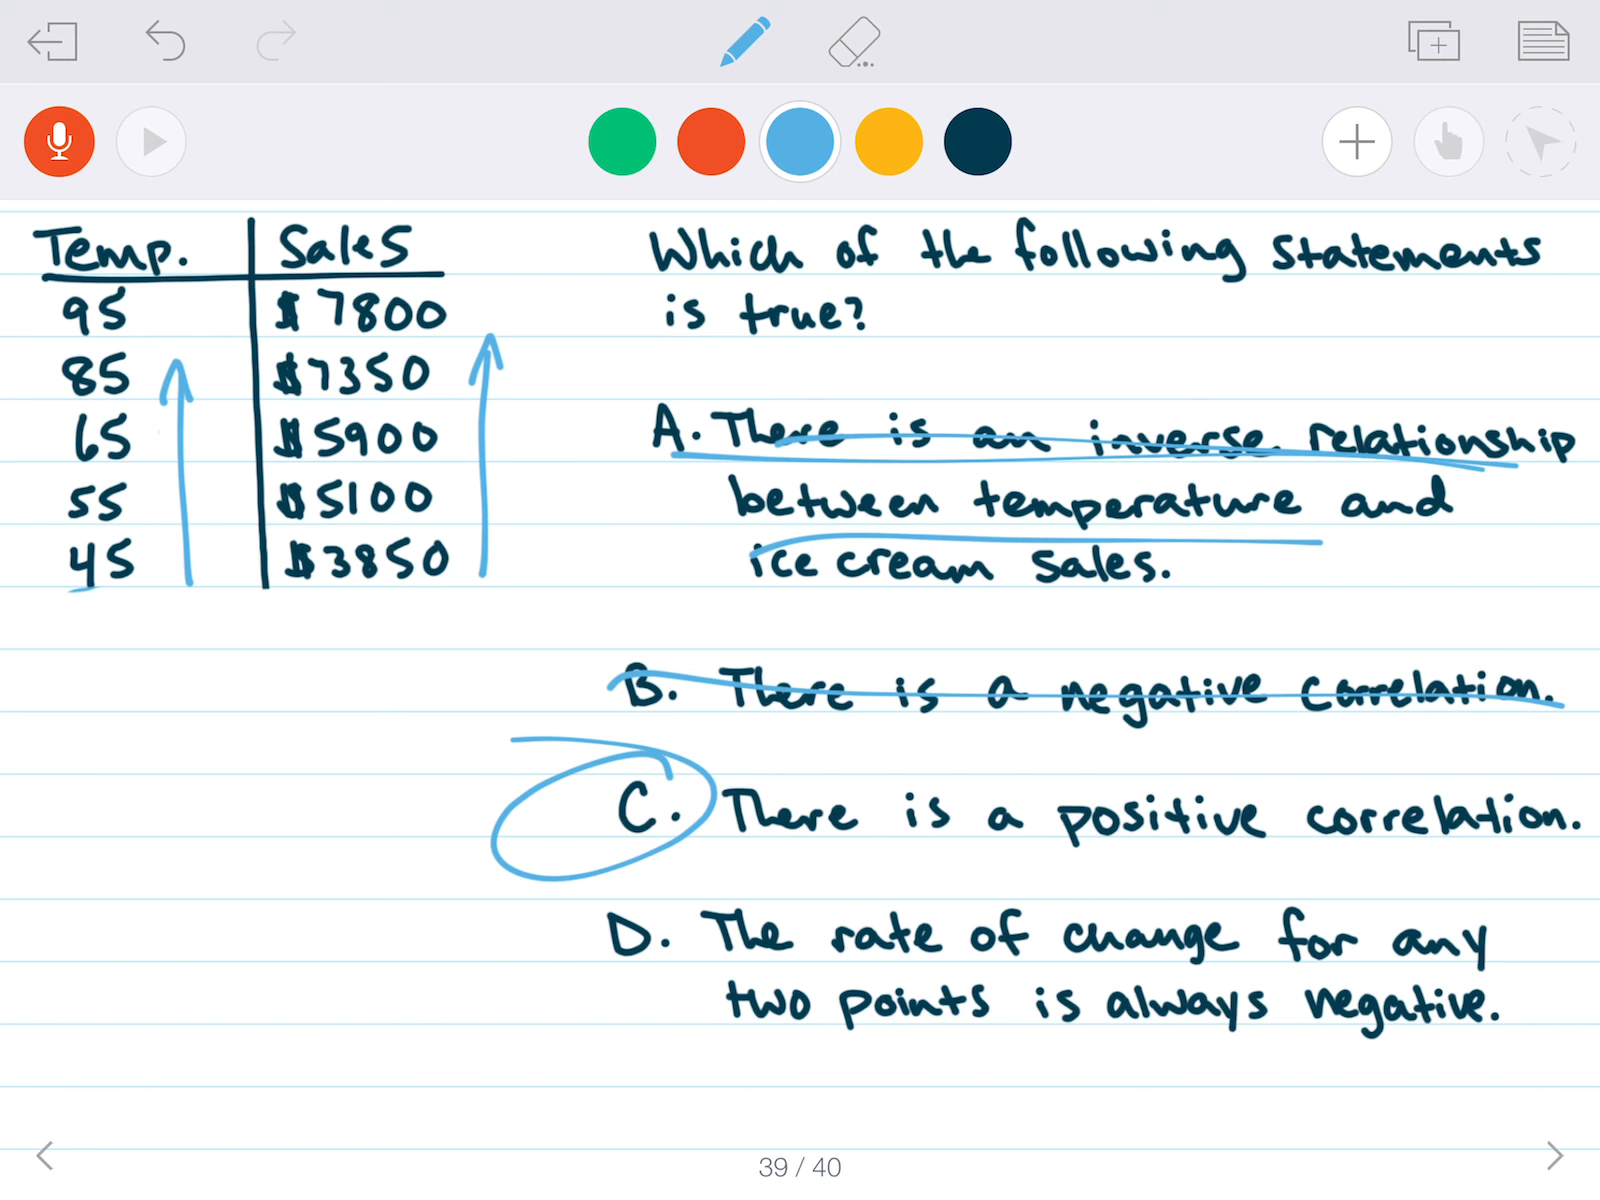 Temp. Sales
95 $7800
85 $7350
65 $5900
55 $5100
45 $3850
Which of the following statements
is true?
A. There is an inverse relationship
between temperature and
ice cream sales.
B. There is a negative correlation.
C. There is a positive correlation.
D. The rate of change for any
two points is always negative.
39 / 40